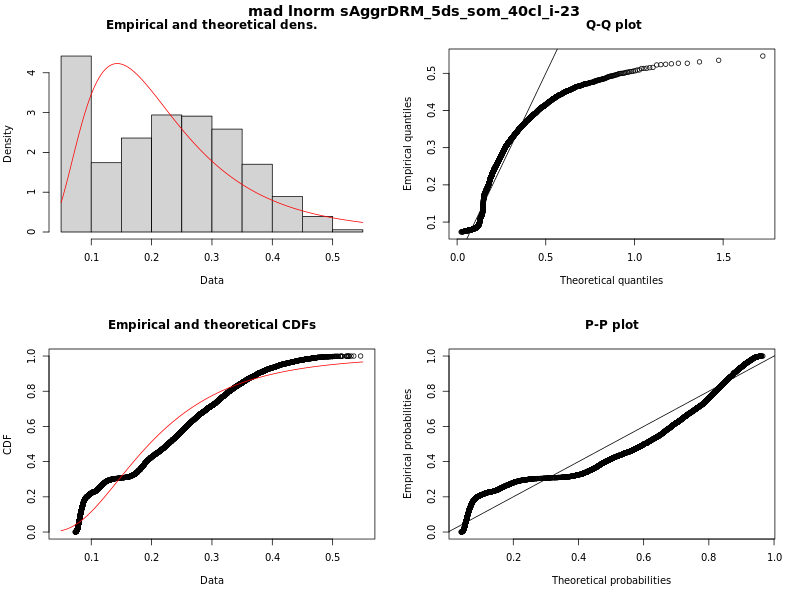 mad lnorm sAggrDRM_5ds_som_40cl_i-23
Empirical and theoretical dens.
Density
0 1 2 3 4
0.1 0.2 0.3 0.4 0.5
Data
Q-Q plot
Empirical quantiles
0.1 0.2 0.3 0.4 0.5
0.0 0.5 1.0 1.5
Theoretical quantiles
Empirical and theoretical CDFs
CDF
0.0 0.2 0.4 0.6 0.8 1.0
0.1 0.2 0.3 0.4 0.5
Data
P-P plot
Empirical probabilities
0.0 0.2 0.4 0.6 0.8 1.0
0.2 0.4 0.6 0.8 1.0
Theoretical probabilities